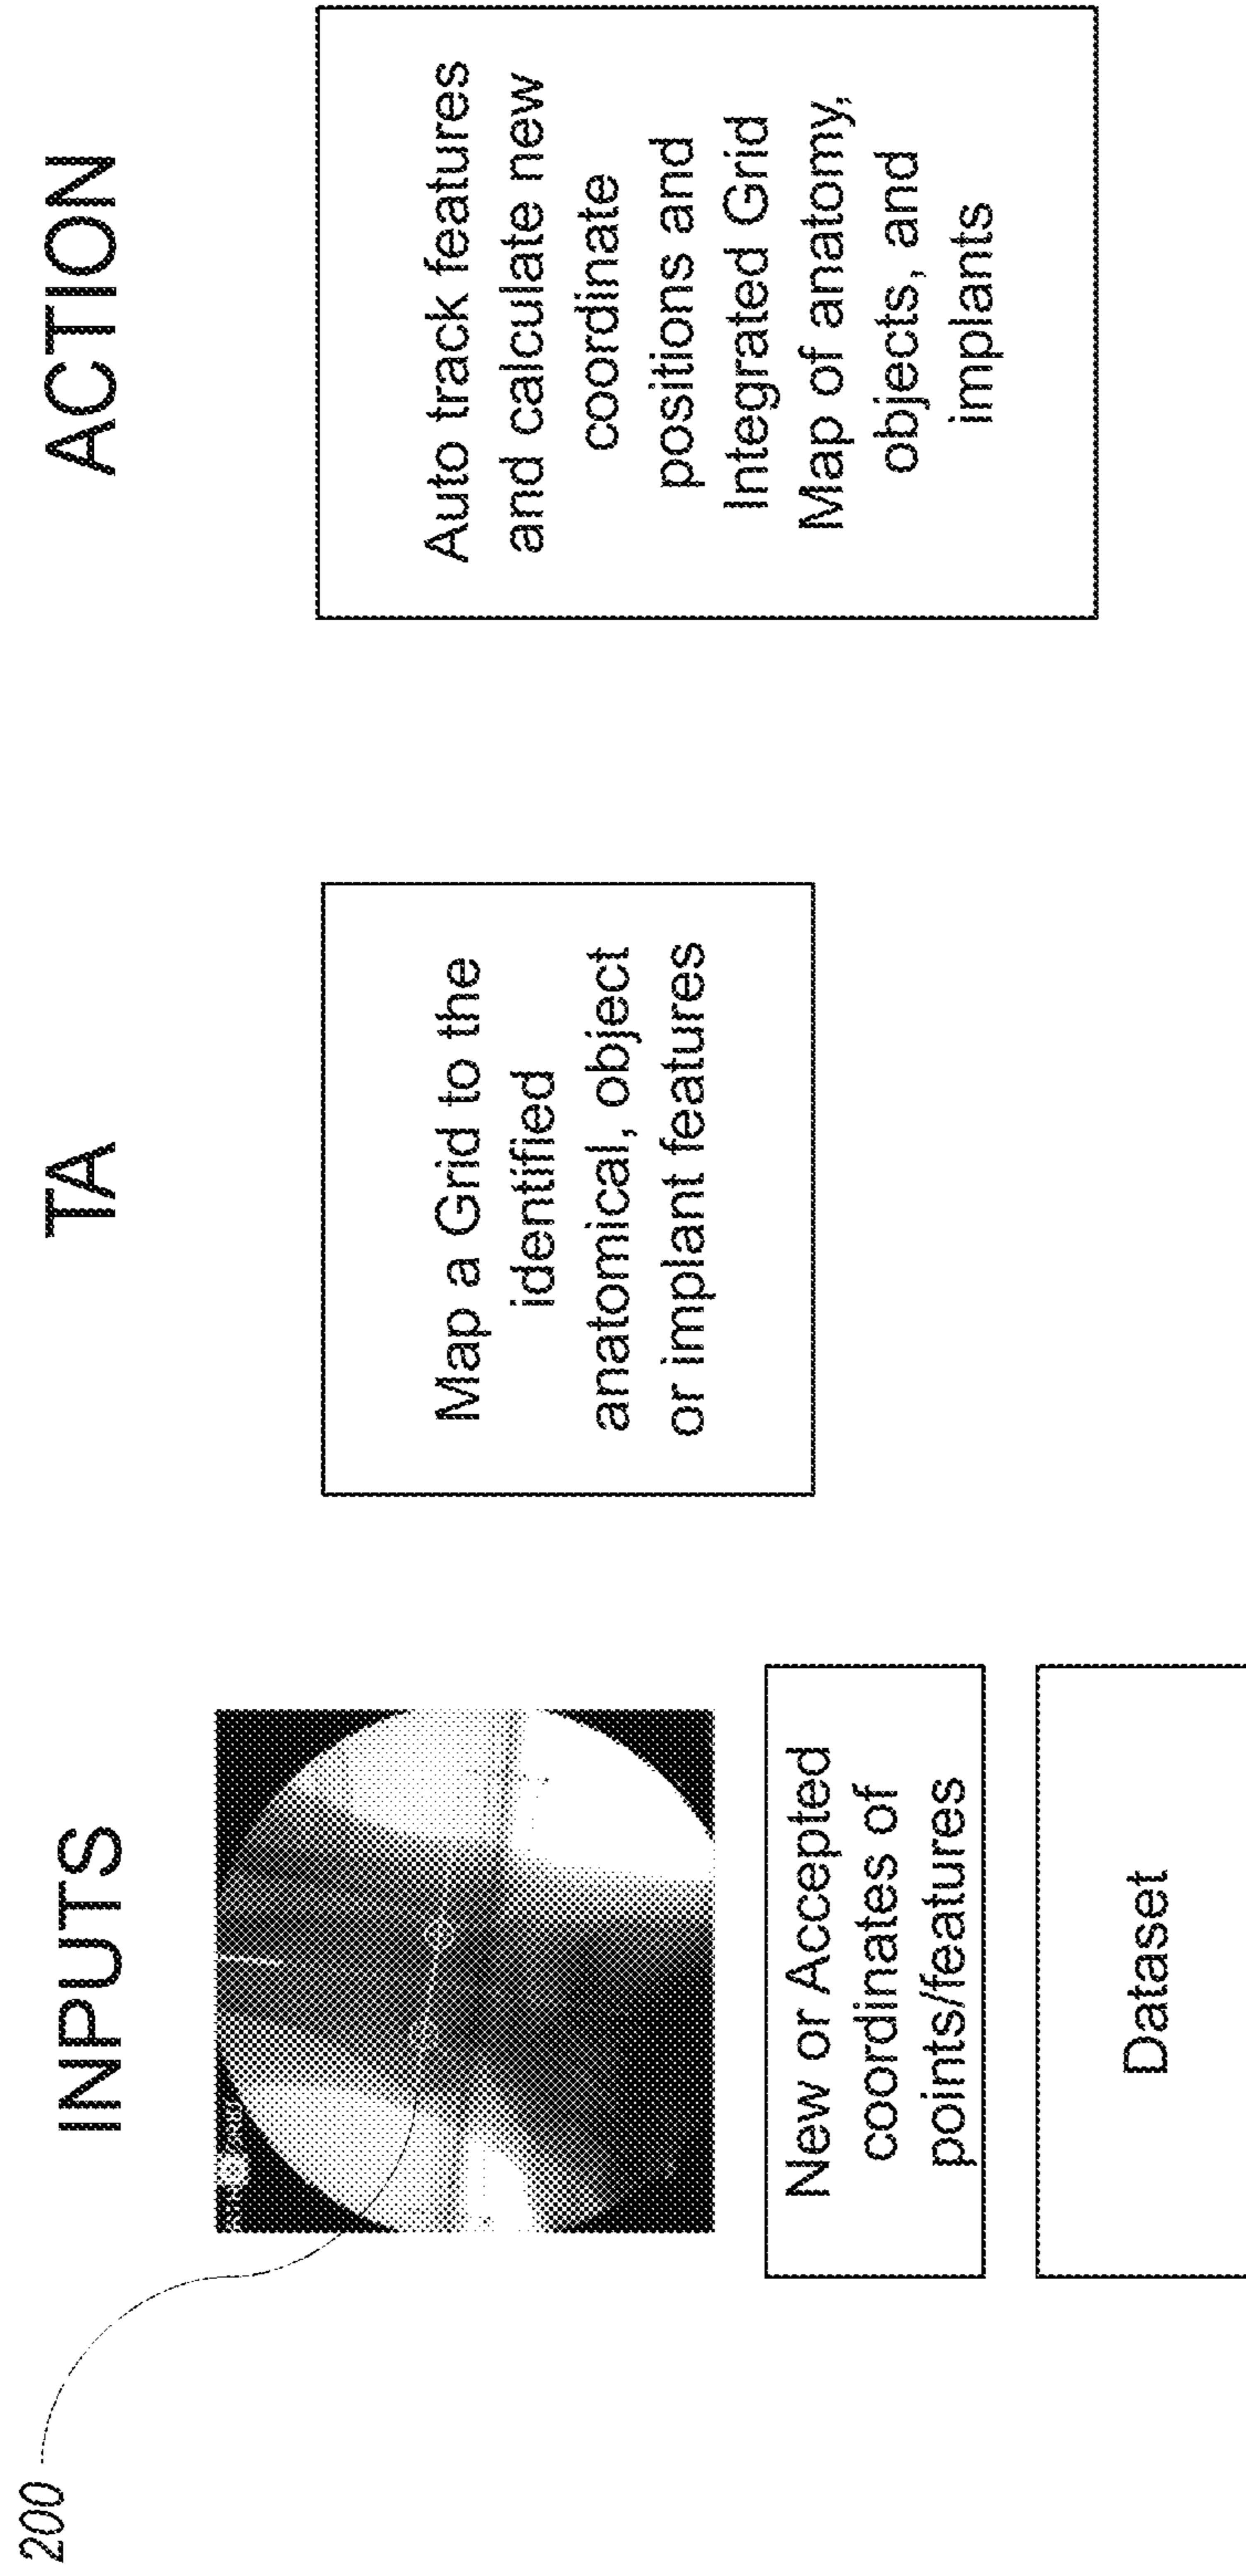 200
INPUTS
TA
ACTION
New or Accepted
coordinates of
points/features
Dataset
Map a Grid to the
identified
anatomical, object
or implant features
Auto track features
and calculate new
coordinate
positions and
Integrated Grid
Map of anatomy,
objects, and
implants